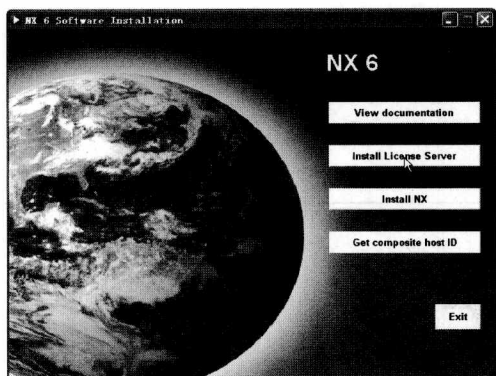 NX 6 Software Installation
NX 6
View documentation
Install License Server
Install NX
Get composite host ID
Exit